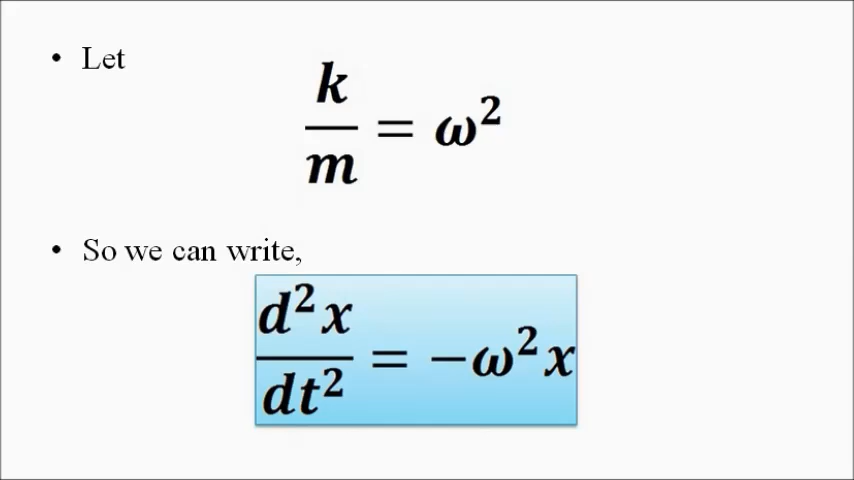 • Let
k/m = ω²
• So we can write,
d²x/dt² = −ω²x